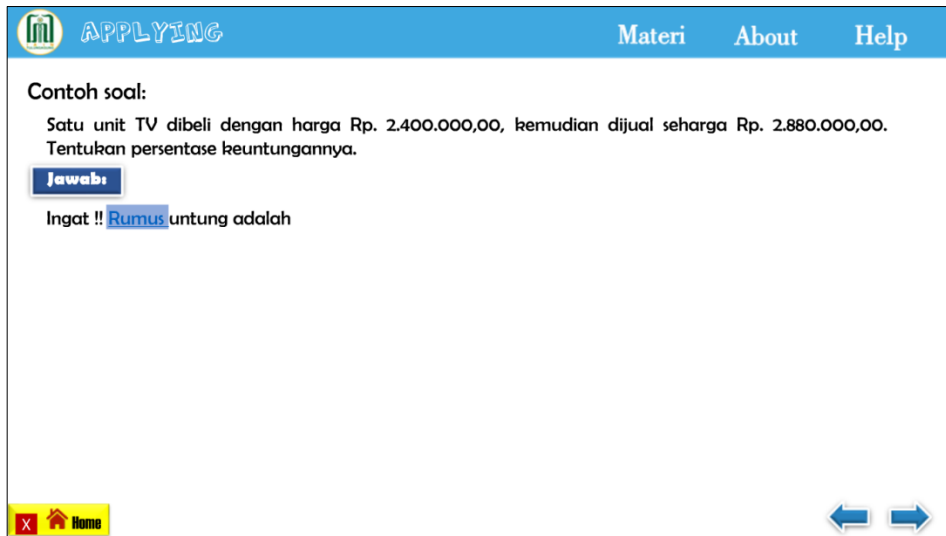 APPLYING
Materi About Help
Contoh soal:
Satu unit TV dibeli dengan harga Rp. 2.400.000,00, kemudian dijual seharga Rp. 2.880.000,00.
Tentukan persentase keuntungannya.
Jawab:
Ingat !! Rumus untung adalah
X Home